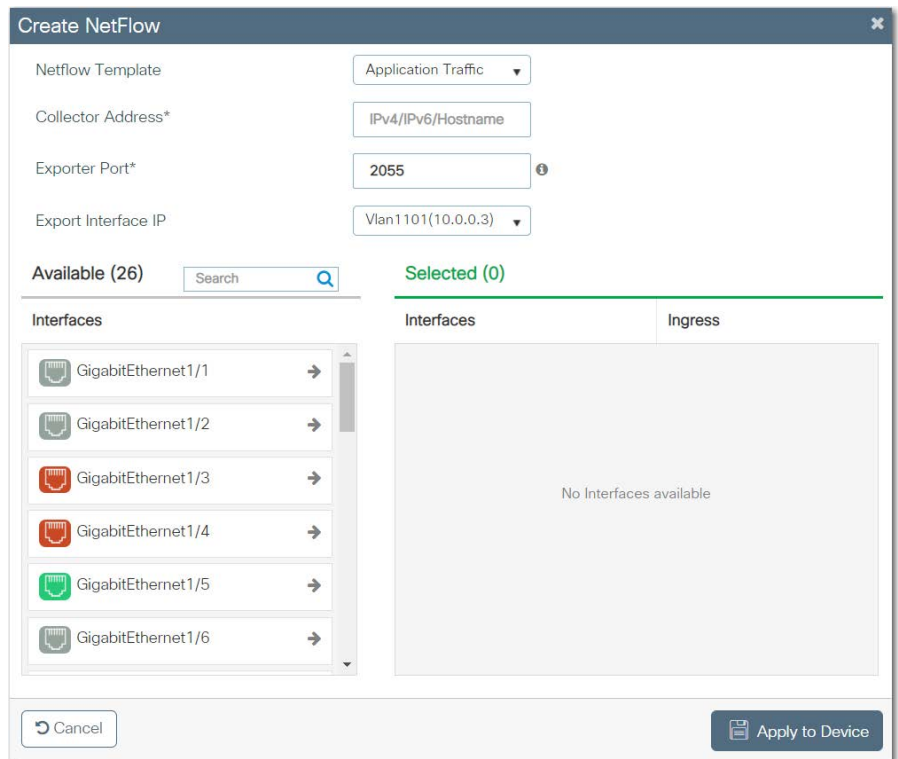 Create NetFlow
Netflow Template
Application Traffic
Collector Address*
IPv4/IPv6/Hostname
Exporter Port*
2055
Export Interface IP
Vlan1101(10.0.0.3)
Available (26)
Search
Selected (0)
Interfaces
Interfaces
Ingress
GigabitEthernet1/1
GigabitEthernet1/2
GigabitEthernet1/3
GigabitEthernet1/4
GigabitEthernet1/5
GigabitEthernet1/6
No Interfaces available
Cancel
Apply to Device